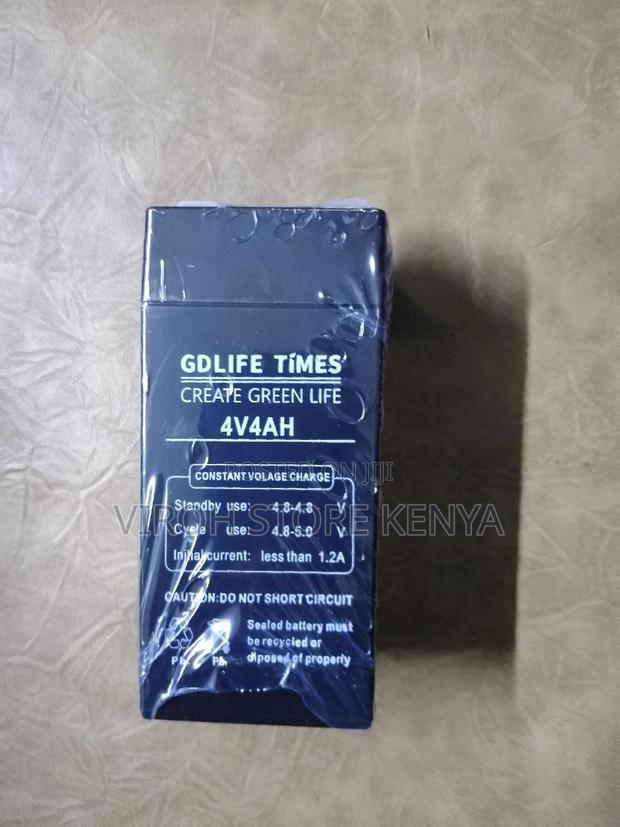 GDLIFE TiMES
CREATE GREEN LIFE
4V4AH
CONSTANT VOLAGE CHARGE
POSTED ON JIJI
Standby use: 4.8-4.8 V
VIROH STORE KENYA
Cycle use: 4.8-5.0 V
Initial current: less than 1.2A
CAUTION:DO NOT SHORT CIRCUIT
Sealed battery must
be recycled or
diposed of properly